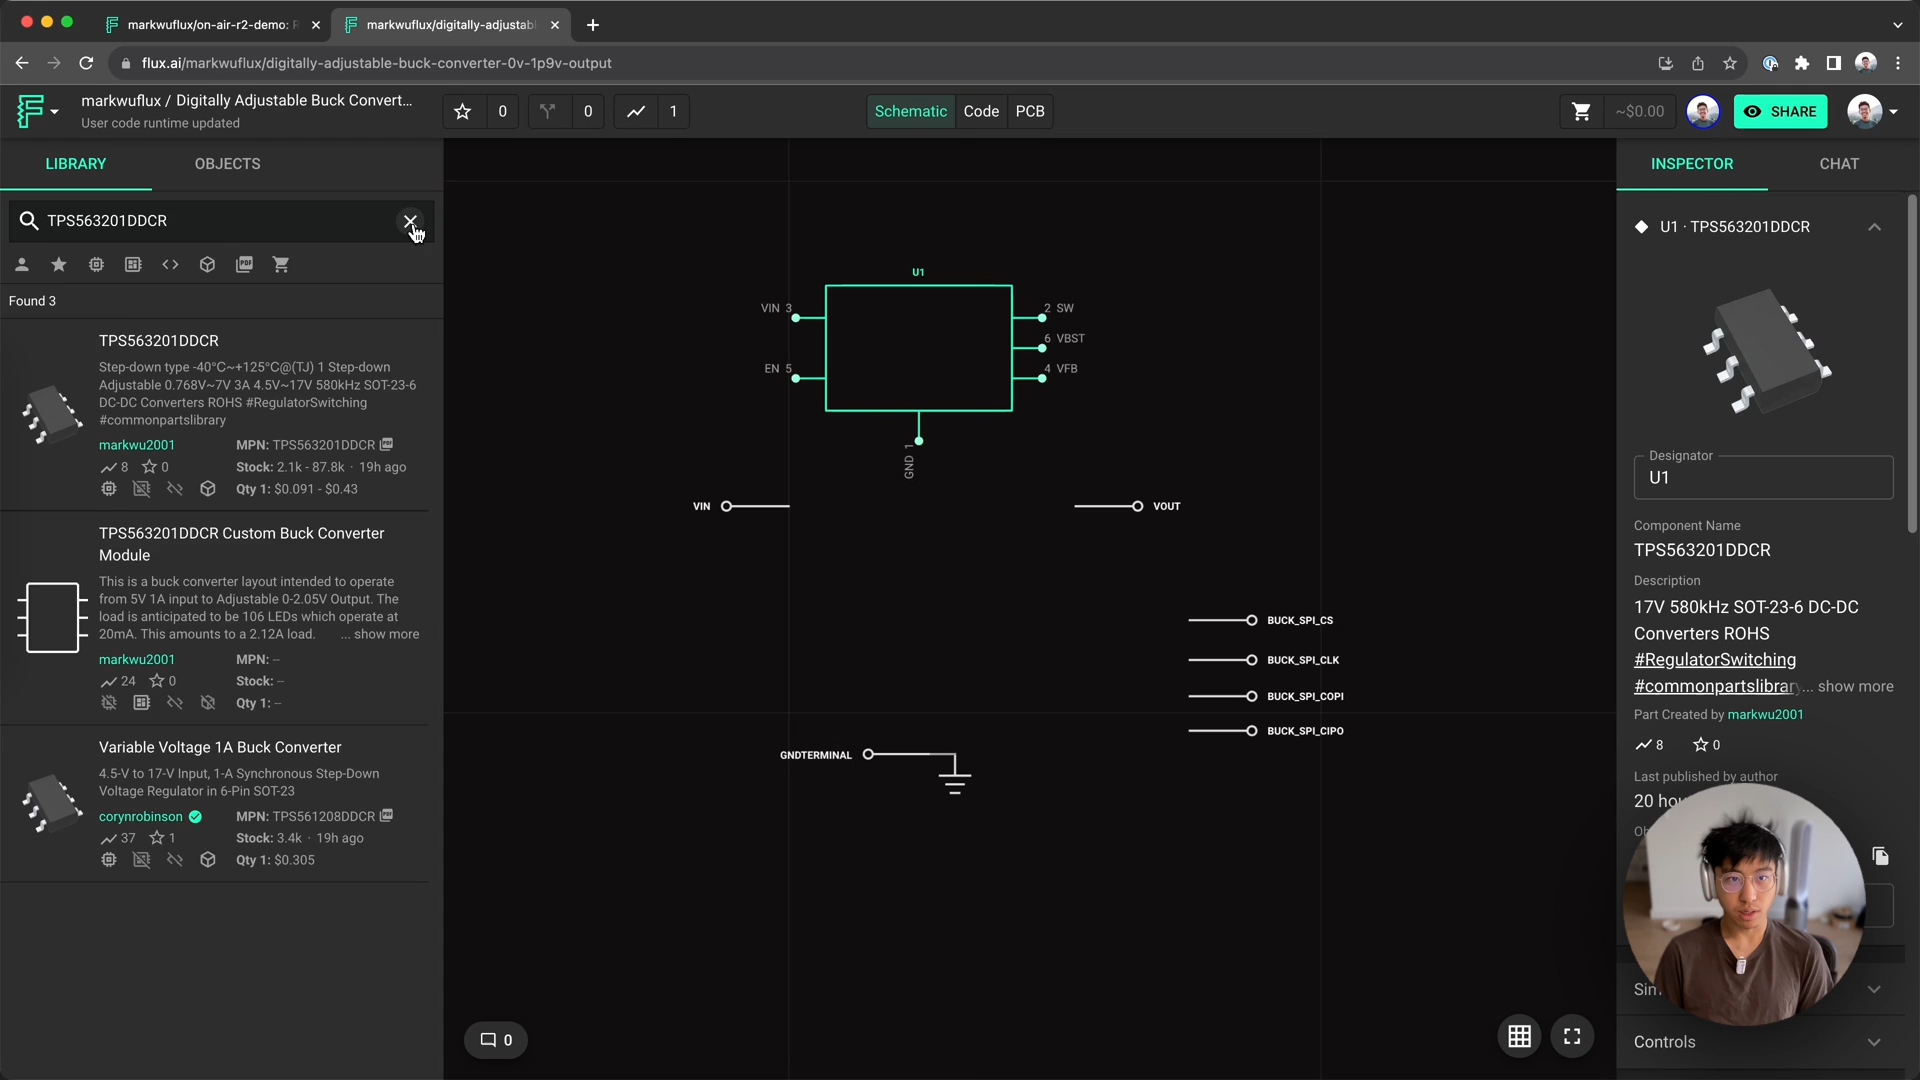 markwuflux/on-air-r2-demo: R
markwuflux/digitally-adjustabl
flux.ai/markwuflux/digitally-adjustable-buck-converter-0v-1p9v-output
markwuflux / Digitally Adjustable Buck Convert...
User code runtime updated
0
0
1
Schematic
Code
PCB
~$0.00
SHARE
LIBRARY
OBJECTS
TPS563201DDCR
PDF
Found 3
TPS563201DDCR
Step-down type -40°C~+125°C@(TJ) 1 Step-down
Adjustable 0.768V~7V 3A 4.5V~17V 580kHz SOT-23-6
DC-DC Converters ROHS #RegulatorSwitching
#commonpartslibrary
markwu2001
MPN: TPS563201DDCR
8
0
Stock: 2.1k - 87.8k · 19h ago
Qty 1: $0.091 - $0.43
TPS563201DDCR Custom Buck Converter
Module
This is a buck converter layout intended to operate
from 5V 1A input to Adjustable 0-2.05V Output. The
load is anticipated to be 106 LEDs which operate at
20mA. This amounts to a 2.12A load. ... show more
markwu2001
MPN: --
24
0
Stock: --
Qty 1: --
Variable Voltage 1A Buck Converter
4.5-V to 17-V Input, 1-A Synchronous Step-Down
Voltage Regulator in 6-Pin SOT-23
corynrobinson
MPN: TPS561208DDCR
37
1
Stock: 3.4k · 19h ago
Qty 1: $0.305
U1
VIN 3
2 SW
6 VBST
EN 5
4 VFB
GND 1
VIN
VOUT
BUCK_SPI_CS
BUCK_SPI_CLK
BUCK_SPI_COPI
BUCK_SPI_CIPO
GNDTERMINAL
0
INSPECTOR
CHAT
U1 · TPS563201DDCR
Designator
U1
Component Name
TPS563201DDCR
Description
17V 580kHz SOT-23-6 DC-DC
Converters ROHS
#RegulatorSwitching
#commonpartslibrary... show more
Part Created by markwu2001
8
0
Last published by author
20 hou
Ob
Sim
Controls